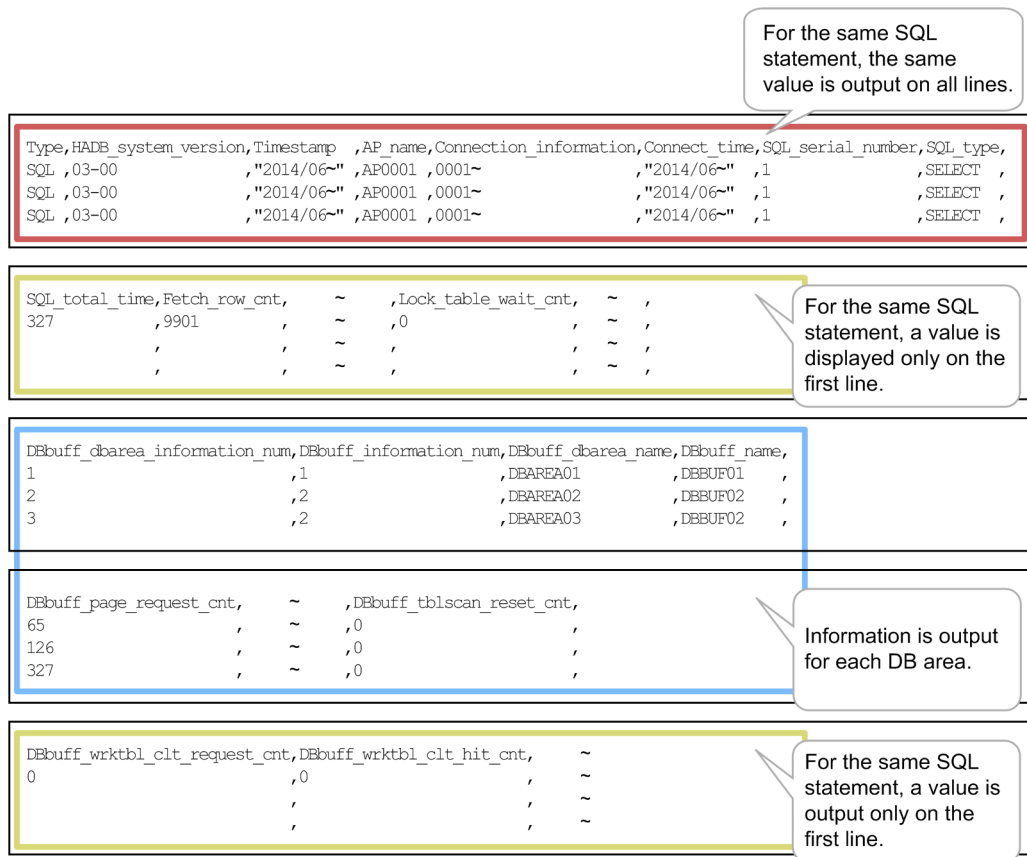 For the same SQL
statement, the same
value is output on all lines.
Type,HADB_system_version,Timestamp ,AP_name,Connection_information,Connect_time,SQL_serial_number,SQL_type,
SQL ,03-00 ,"2014/06~" ,AP0001 ,0001~ ,"2014/06~" ,1 ,SELECT ,
SQL ,03-00 ,"2014/06~" ,AP0001 ,0001~ ,"2014/06~" ,1 ,SELECT ,
SQL ,03-00 ,"2014/06~" ,AP0001 ,0001~ ,"2014/06~" ,1 ,SELECT ,
SQL_total_time,Fetch_row_cnt, ~ ,Lock_table_wait_cnt, ~ ,
327 ,9901 , ~ ,0 , ~ ,
, , ~ , , ~ ,
, , ~ , , ~ ,
For the same SQL
statement, a value is
displayed only on the
first line.
DBbuff_dbarea_information_num,DBbuff_information_num,DBbuff_dbarea_name,DBbuff_name,
1 ,1 ,DBAREA01 ,DBBUF01 ,
2 ,2 ,DBAREA02 ,DBBUF02 ,
3 ,2 ,DBAREA03 ,DBBUF02 ,
DBbuff_page_request_cnt, ~ ,DBbuff_tblscan_reset_cnt,
65 , ~ ,0 ,
126 , ~ ,0 ,
327 , ~ ,0 ,
Information is output
for each DB area.
DBbuff_wrktbl_clt_request_cnt,DBbuff_wrktbl_clt_hit_cnt, ~
0 ,0 , ~
, , ~
, , ~
For the same SQL
statement, a value is
output only on the
first line.